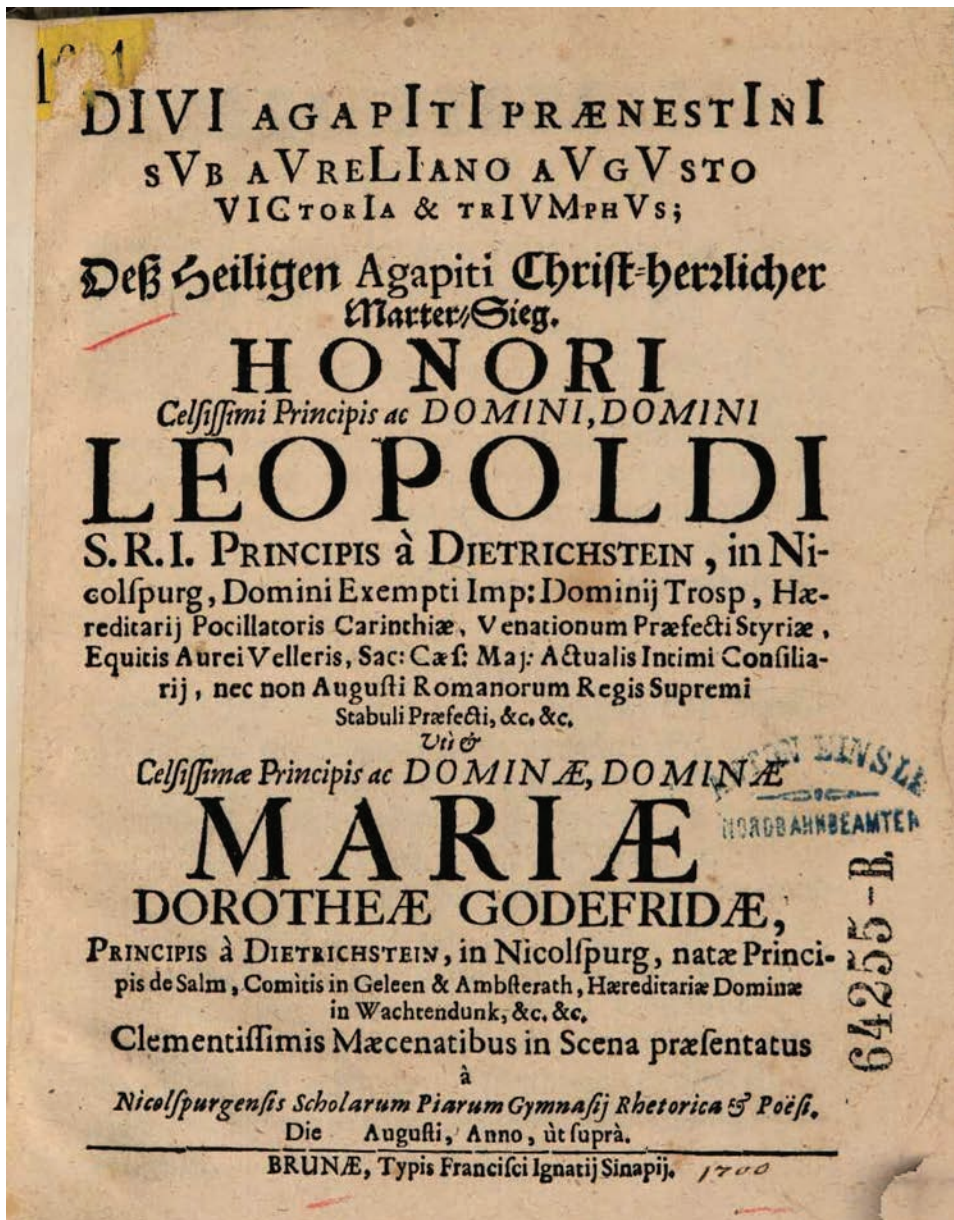 DIVI AGAPITI PRÆNESTINI
sVB AVRELIANO AVGVSTO
VICTORIA & TRIVMPHVS;
Deß Heiligen Agapiti Christ-herrlicher
Marter-Sieg.
HONORI
Celsissimi Principis ac DOMINI, DOMINI
LEOPOLDI
S.R.I. PRINCIPIS à DIETRICHSTEIN, in Ni-
colſpurg, Domini Exempti Imp: Dominij Trosp, Hæ-
reditarij Pocillatoris Carinthiæ, Venationum Præfecti Styriæ,
Equitis Aurei Velleris, Sac: Cæſ: Maj: Actualis Intimi Conſilia-
rij, nec non Auguſti Romanorum Regis Supremi
Stabuli Præfecti, &c. &c.
Utì &
Celſiſſimæ Principis ac DOMINÆ, DOMINÆ
MARIÆ
DOROTHEÆ GODEFRIDÆ,
PRINCIPIS à DIETRICHSTEIN, in Nicolſpurg, natæ Princi-
pis de Salm, Comitis in Geleen & Ambſterath, Hæreditariæ Dominæ
in Wachtendunk, &c. &c.
Clementiſſimis Mæcenatibus in Scena præſentatus
à
Nicolſpurgenſis Scholarum Piarum Gymnaſij Rhetorica & Poëſi.
Die Auguſti, Anno, ùt ſuprà.
BRUNÆ, Typis Franciſci Ignatij Sinapij. 1700
NORDBAHNBEAMTER
64255-B.